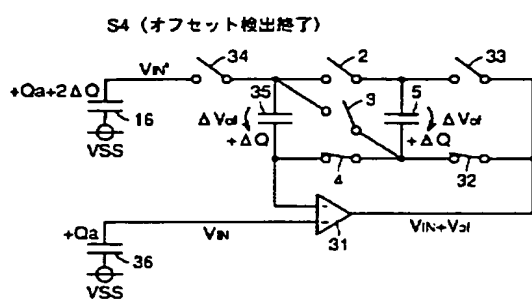 S4(オフセット検出終了)
34
2
33
VIN'
+Qa+2ΔQ
35
3
5
ΔVof
+ΔQ
ΔVof
+ΔQ
16
VSS
4
32
+Qa
VIN
31
VIN+Vof
36
VSS